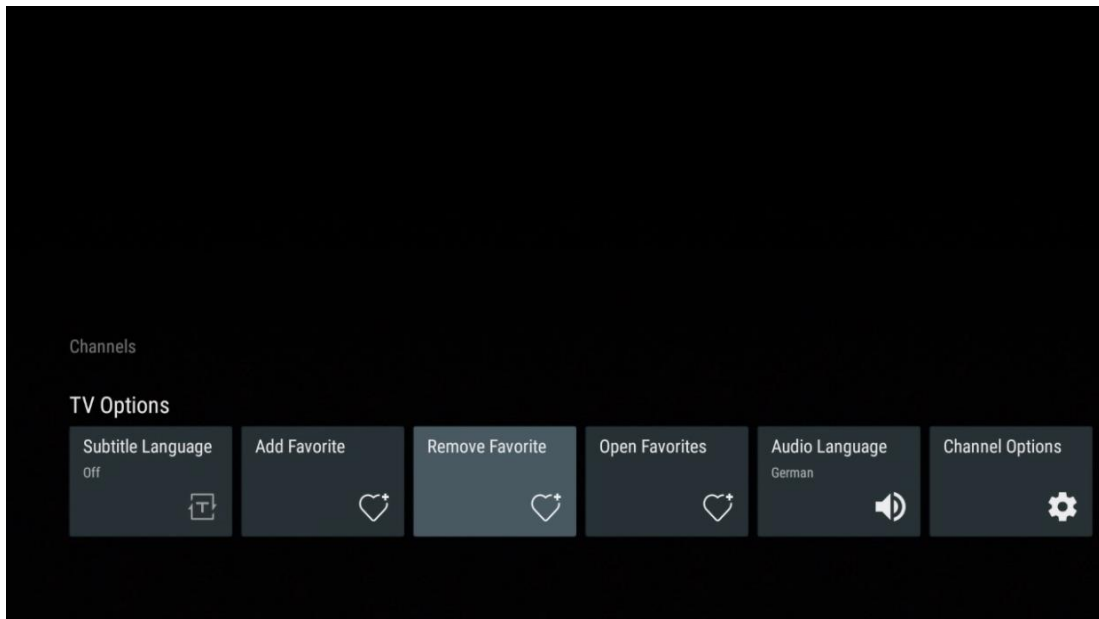 Channels
TV Options
Subtitle Language
Off
Add Favorite
Remove Favorite
Open Favorites
Audio Language
German
Channel Options